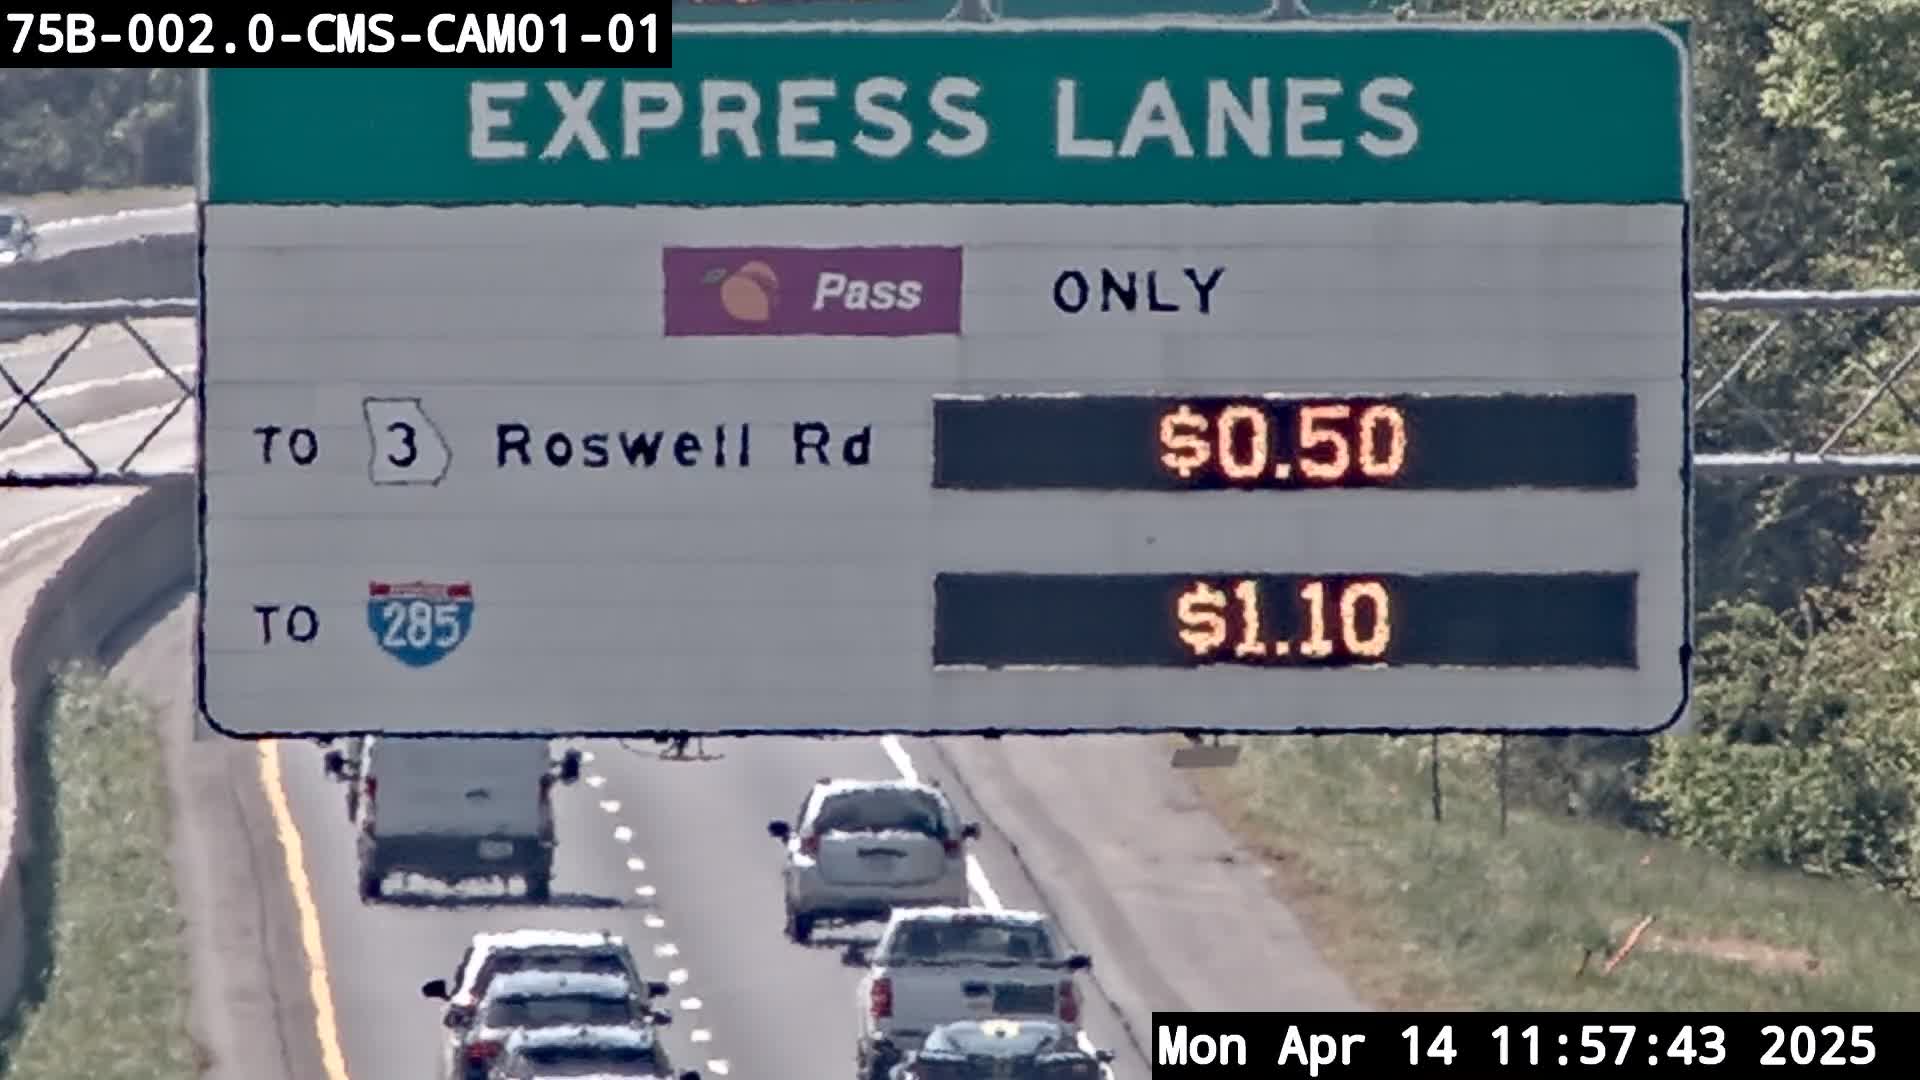 75B-002.0-CMS-CAM01-01
EXPRESS LANES
Pass ONLY
TO 3 Roswell Rd $0.50
TO 285 $1.10
Mon Apr 14 11:57:43 2025